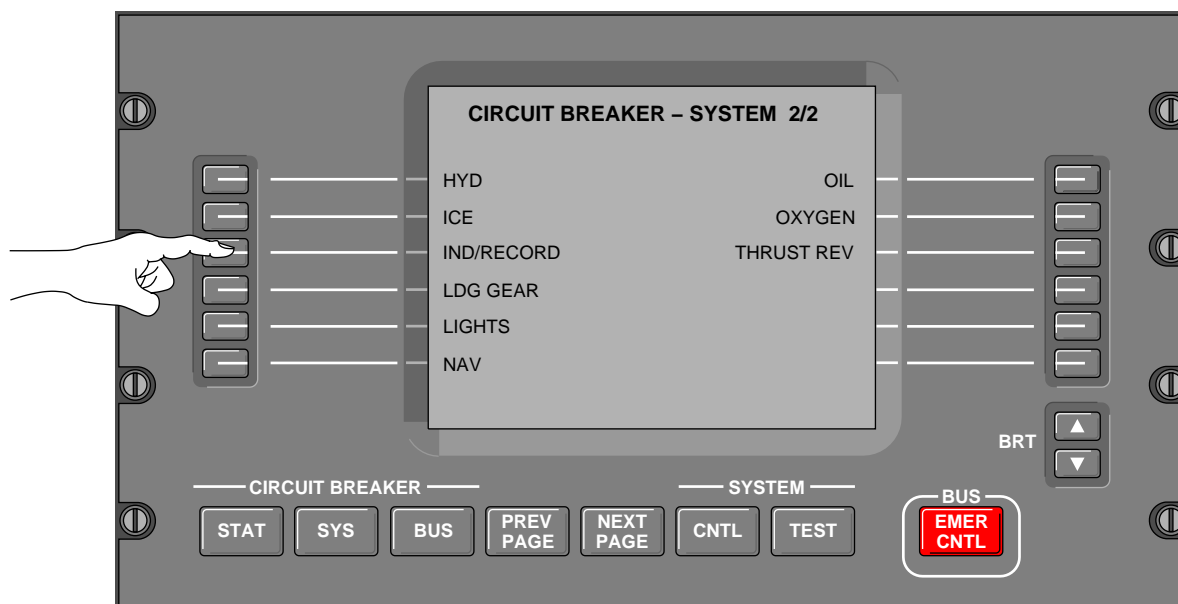 CIRCUIT BREAKER – SYSTEM 2/2
HYD
OIL
ICE
OXYGEN
IND/RECORD
THRUST REV
LDG GEAR
LIGHTS
NAV
BRT
CIRCUIT BREAKER
SYSTEM
BUS
STAT
SYS
BUS
PREV
PAGE
NEXT
PAGE
CNTL
TEST
EMER
CNTL